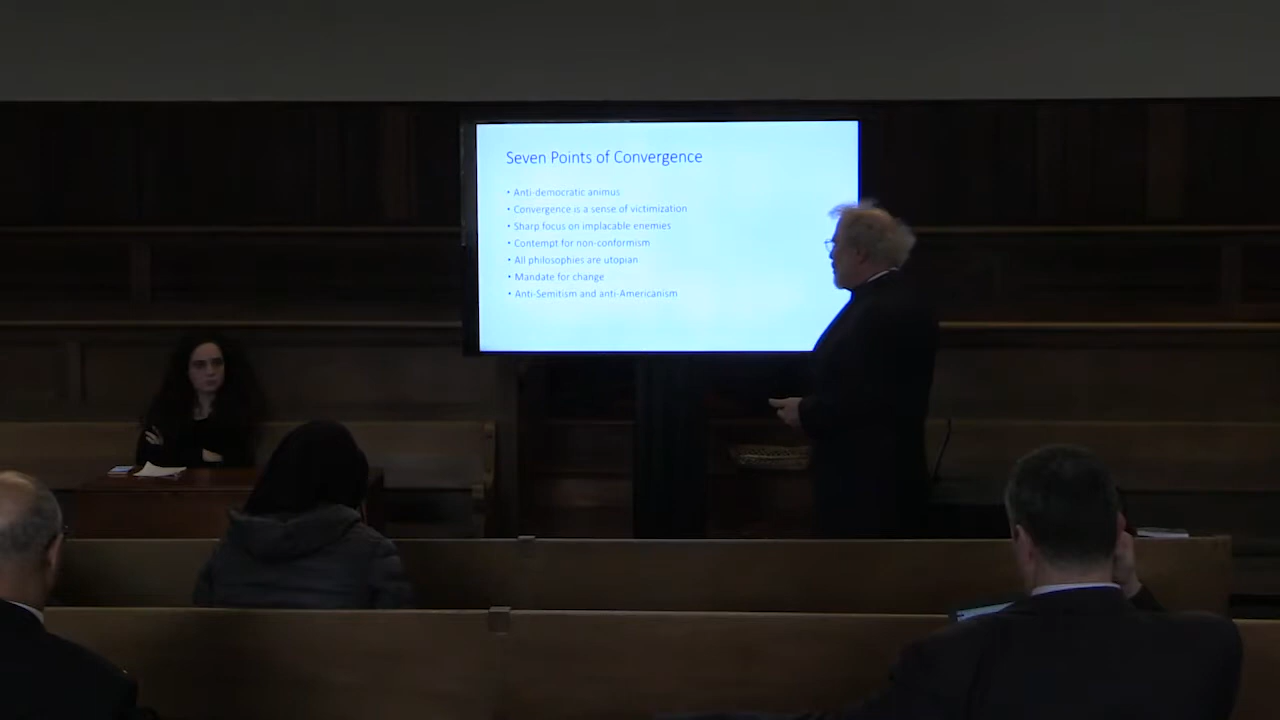 Seven Points of Convergence
• Anti-democratic animus
• Convergence is a sense of victimization
• Sharp focus on implacable enemies
• Contempt for non-conformism
• All philosophies are utopian
• Mandate for change
• Anti-Semitism and anti-Americanism